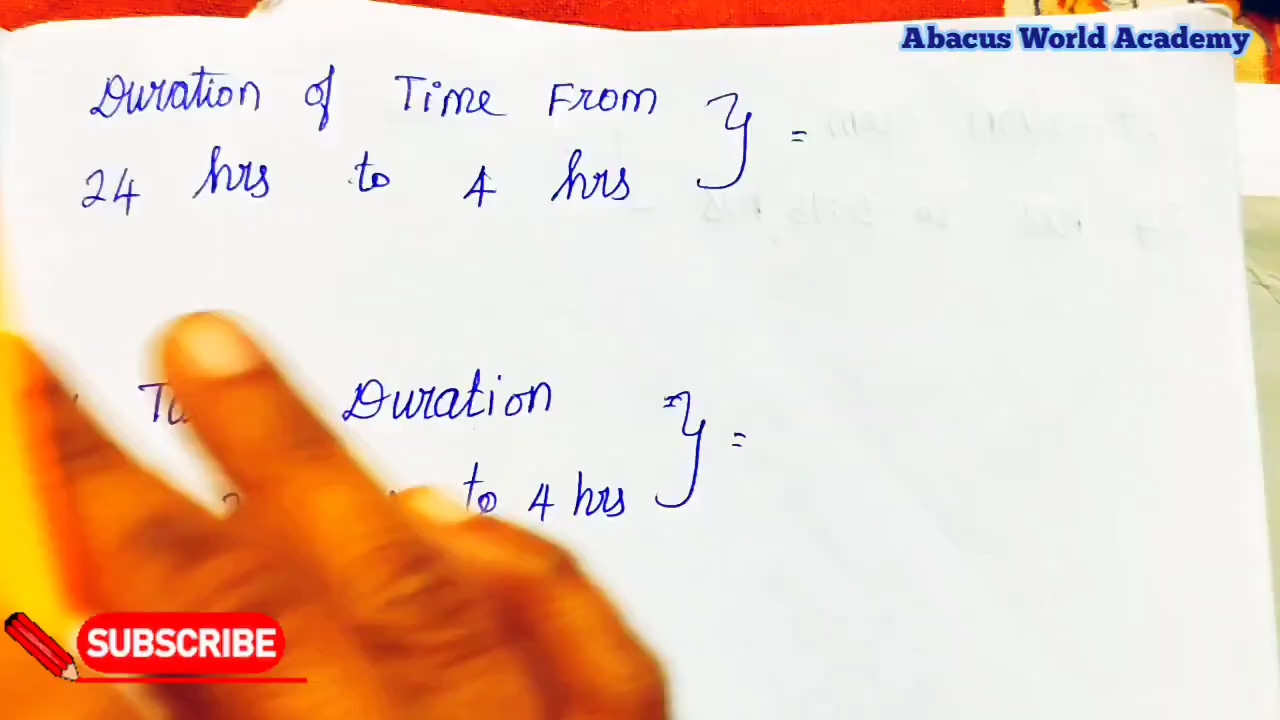 Abacus World Academy
Duration of Time From } =
24 hrs to 4 hrs
Duration } =
to 4 hrs
SUBSCRIBE